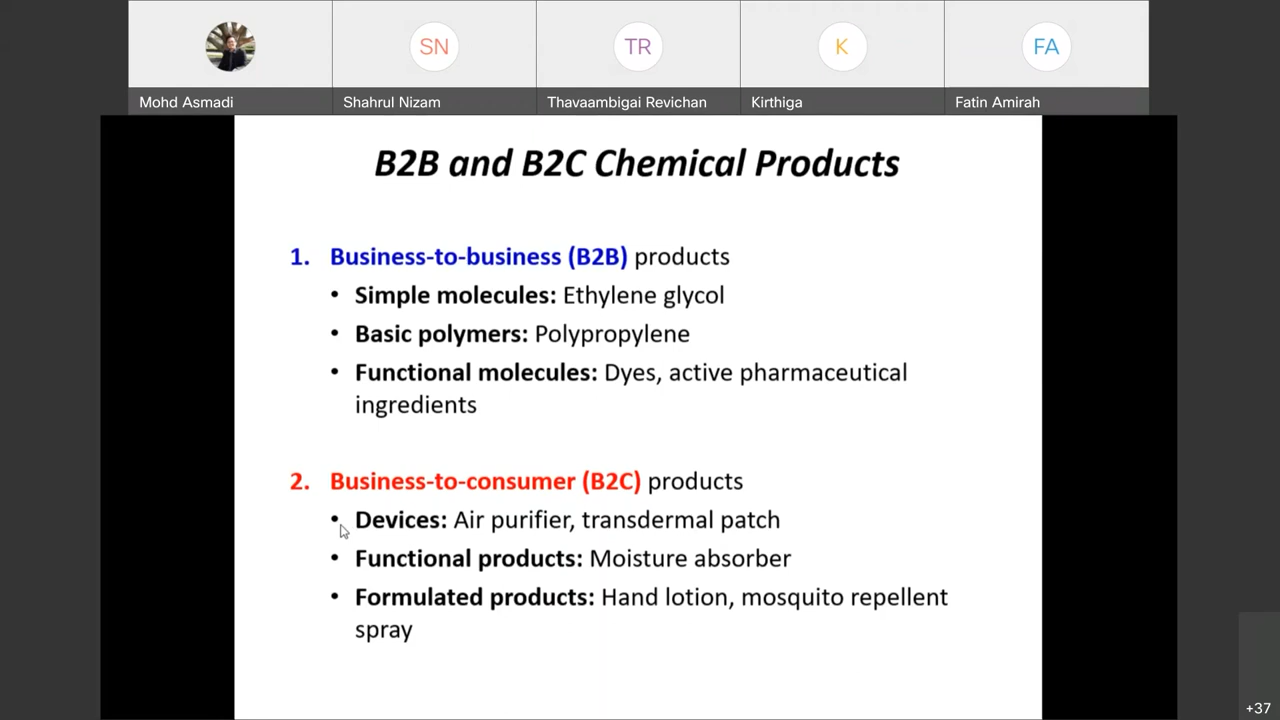 SN
TR
K
FA
Mohd Asmadi
Shahrul Nizam
Thavaambigai Revichan
Kirthiga
Fatin Amirah
B2B and B2C Chemical Products
1. Business-to-business (B2B) products
• Simple molecules: Ethylene glycol
• Basic polymers: Polypropylene
• Functional molecules: Dyes, active pharmaceutical
ingredients
2. Business-to-consumer (B2C) products
• Devices: Air purifier, transdermal patch
• Functional products: Moisture absorber
• Formulated products: Hand lotion, mosquito repellent
spray
+37